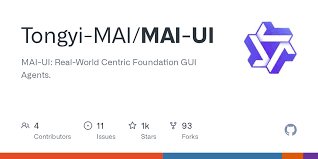 Tongyi-MAI/MAI-UI
MAI-UI: Real-World Centric Foundation GUI
Agents.
4
Contributors
11
Issues
1k
Stars
93
Forks